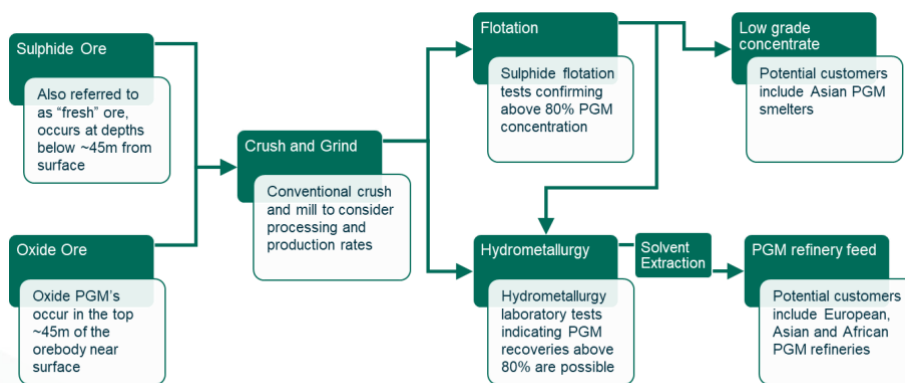 Sulphide Ore
Also referred to
as “fresh” ore,
occurs at depths
below ~45m from
surface
Oxide Ore
Oxide PGM’s
occur in the top
~45m of the
orebody near
surface
Crush and Grind
Conventional crush
and mill to consider
processing and
production rates
Flotation
Sulphide flotation
tests confirming
above 80% PGM
concentration
Low grade
concentrate
Potential customers
include Asian PGM
smelters
Hydrometallurgy
Hydrometallurgy
laboratory tests
indicating PGM
recoveries above
80% are possible
Solvent
Extraction
PGM refinery feed
Potential customers
include European,
Asian and African
PGM refineries